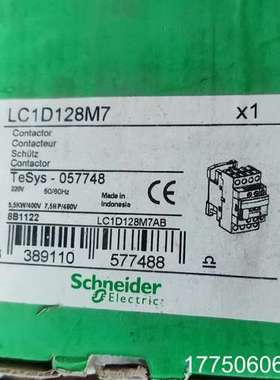 LC1D128M7 x1
Contactor
Contacteur
Schütz
Contactor
TeSys - 057748
220V 50/60Hz
Made in
Indonesia
5,5KW/400V 7,5HP/480V
8B1122 LC1D128M7AB
389110 577488
Schneider
Electric
17750606